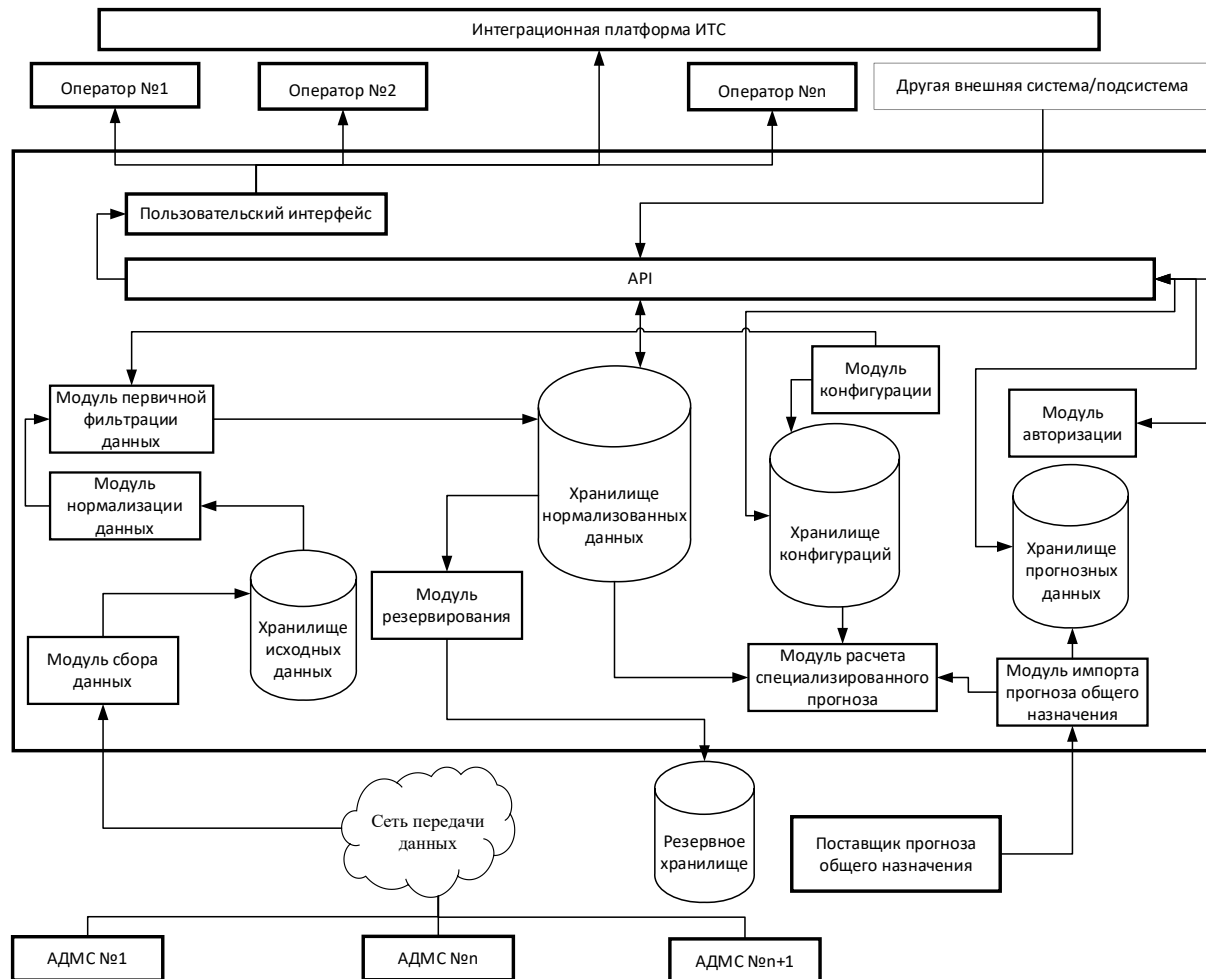 Интеграционная платформа ИТС
Оператор №1
Оператор №2
Оператор №n
Другая внешняя система/подсистема
Пользовательский интерфейс
API
Модуль первичной
фильтрации
данных
Модуль
конфигурации
Модуль
авторизации
Модуль
нормализации
данных
Хранилище
нормализованных
данных
Хранилище
конфигураций
Хранилище
прогнозных
данных
Модуль
резервирования
Хранилище
исходных
данных
Модуль сбора
данных
Модуль расчета
специализированного
прогноза
Модуль импорта
прогноза общего
назначения
Сеть передачи
данных
Резервное
хранилище
Поставщик прогноза
общего назначения
АДМС №1
АДМС №n
АДМС №n+1